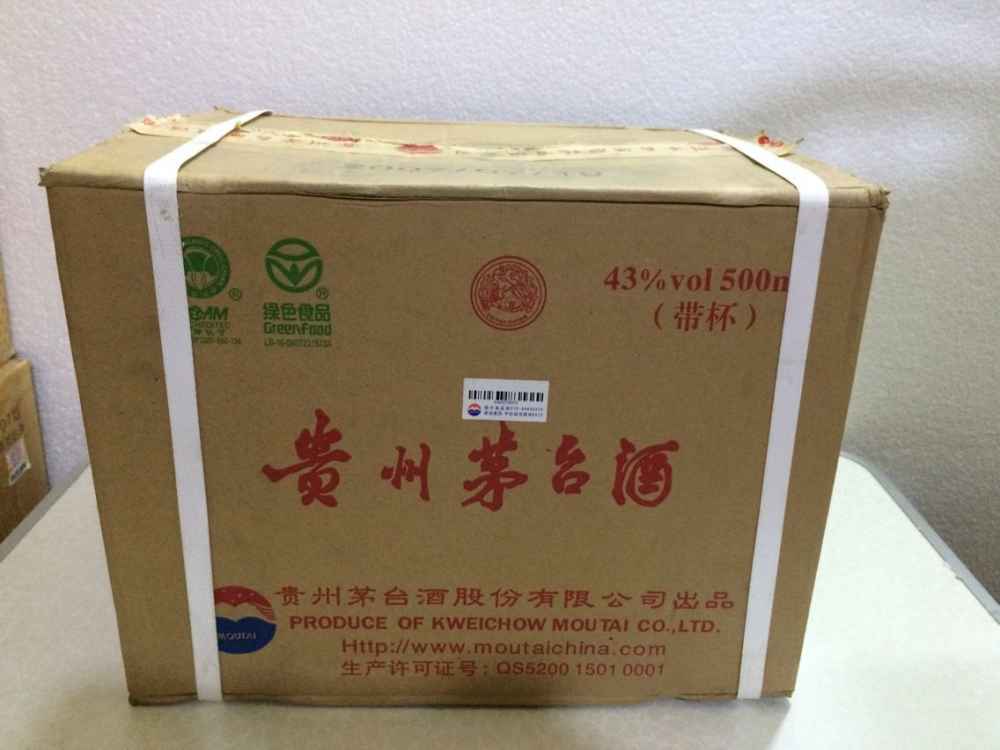 绿色食品
GreenFood
43%vol 500m
（带杯）
贵州茅台酒
贵州茅台酒股份有限公司出品
MOUTAI
PRODUCE OF KWEICHOW MOUTAI CO.,LTD.
Http://www.moutaichina.com
生产许可证号：QS5200 1501 0001